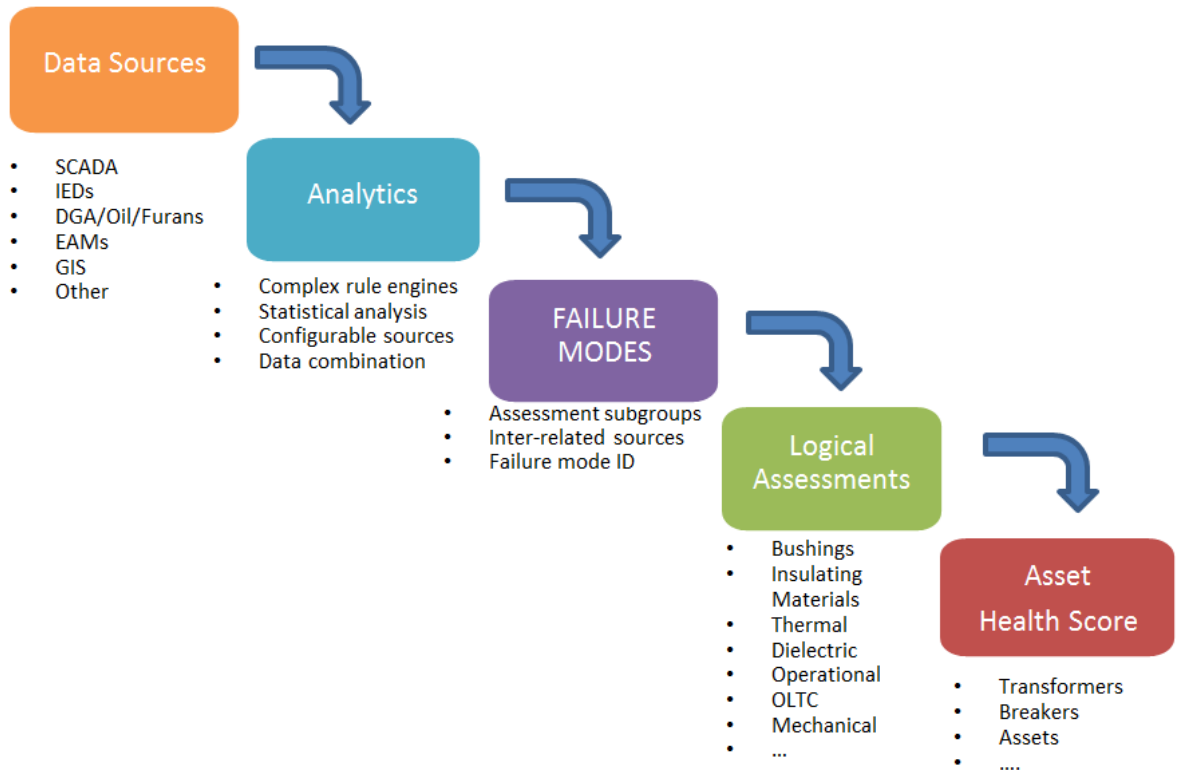 Data Sources
• SCADA
• IEDs
• DGA/Oil/Furans
• EAMs
• GIS
• Other
Analytics
• Complex rule engines
• Statistical analysis
• Configurable sources
• Data combination
FAILURE
MODES
• Assessment subgroups
• Inter-related sources
• Failure mode ID
Logical
Assessments
• Bushings
• Insulating
Materials
• Thermal
• Dielectric
• Operational
• OLTC
• Mechanical
• ...
Asset
Health Score
• Transformers
• Breakers
• Assets
• ....